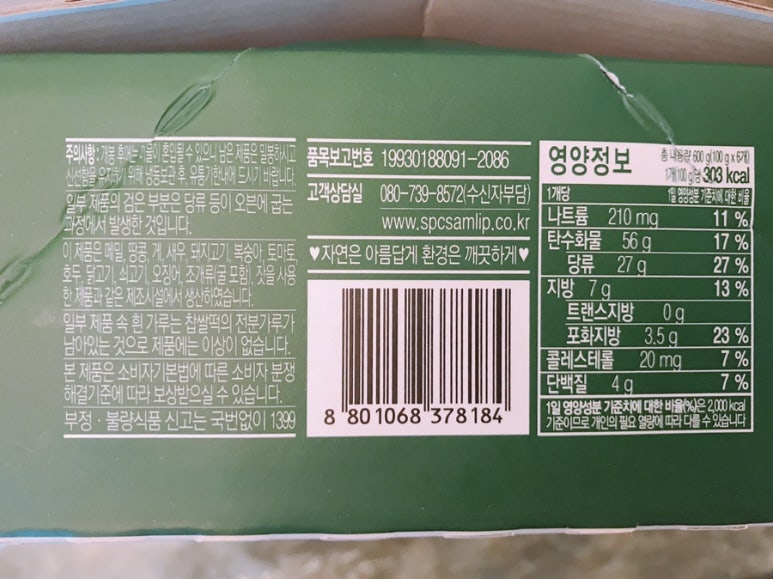 주의사항: 개봉 후에는 이물이 혼입될 수 있으니 남은 제품은 밀봉하시고
신선함을 유지하기 위해 냉동보관 후, 유통기한내에 드시기 바랍니다.
일부 제품의 검은 부분은 당류 등이 오븐에 굽는
과정에서 발생한 것입니다.
이 제품은 메밀, 땅콩, 게, 새우, 돼지고기, 복숭아, 토마토,
호두, 닭고기, 쇠고기, 오징어, 조개류(굴 포함), 잣을 사용
한 제품과 같은 제조시설에서 생산하였습니다.
일부 제품 속 흰 가루는 찹쌀떡의 전분가루가
남아있는 것으로 제품에는 이상이 없습니다.
본 제품은 소비자기본법에 따른 소비자 분쟁
해결기준에 따라 보상받으실 수 있습니다.
부정·불량식품 신고는 국번없이 1399
품목보고번호 19930188091-2086
고객상담실 080-739-8572(수신자부담)
www.spcsamlip.co.kr
♥자연은 아름답게 환경은 깨끗하게♥
8 801068 378184
영양정보
총 내용량 600 g(100 g x 6개)
1개(100 g)당 303 kcal
1개당 1일 영양성분 기준치에 대한 비율
나트륨 210 mg 11 %
탄수화물 56 g 17 %
당류 27 g 27 %
지방 7 g 13 %
트랜스지방 0 g
포화지방 3.5 g 23 %
콜레스테롤 20 mg 7 %
단백질 4 g 7 %
1일 영양성분 기준치에 대한 비율(%)은 2,000 kcal
기준이므로 개인의 필요 열량에 따라 다를 수 있습니다